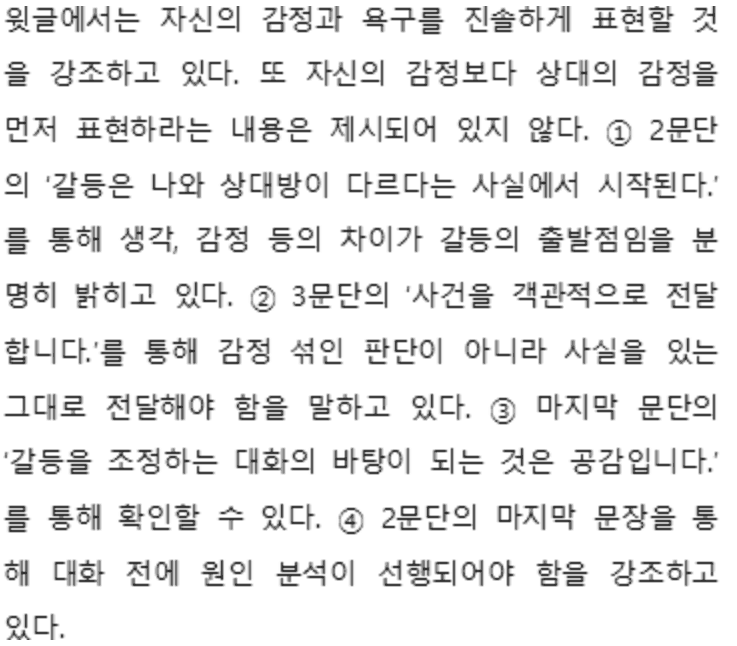 윗글에서는 자신의 감정과 욕구를 진솔하게 표현할 것
을 강조하고 있다. 또 자신의 감정보다 상대의 감정을
먼저 표현하라는 내용은 제시되어 있지 않다. ① 2문단
의 ‘갈등은 나와 상대방이 다르다는 사실에서 시작된다.’
를 통해 생각, 감정 등의 차이가 갈등의 출발점임을 분
명히 밝히고 있다. ② 3문단의 ‘사건을 객관적으로 전달
합니다.’를 통해 감정 섞인 판단이 아니라 사실을 있는
그대로 전달해야 함을 말하고 있다. ③ 마지막 문단의
‘갈등을 조정하는 대화의 바탕이 되는 것은 공감입니다.’
를 통해 확인할 수 있다. ④ 2문단의 마지막 문장을 통
해 대화 전에 원인 분석이 선행되어야 함을 강조하고
있다.